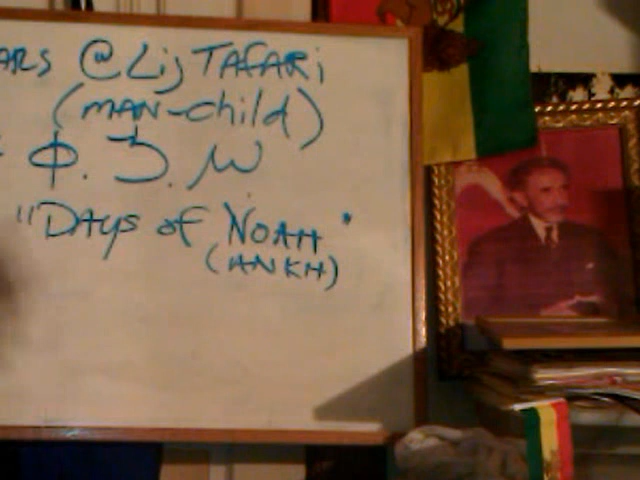 ARS @ Lij TAFARi
(MAN-child)
"DAys of NOAH"
(ANKH)